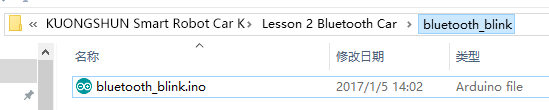 « KUONGSHUN Smart Robot Car K > Lesson 2 Bluetooth Car > bluetooth_blink
名称 修改日期 类型
bluetooth_blink.ino 2017/1/5 14:02 Arduino file